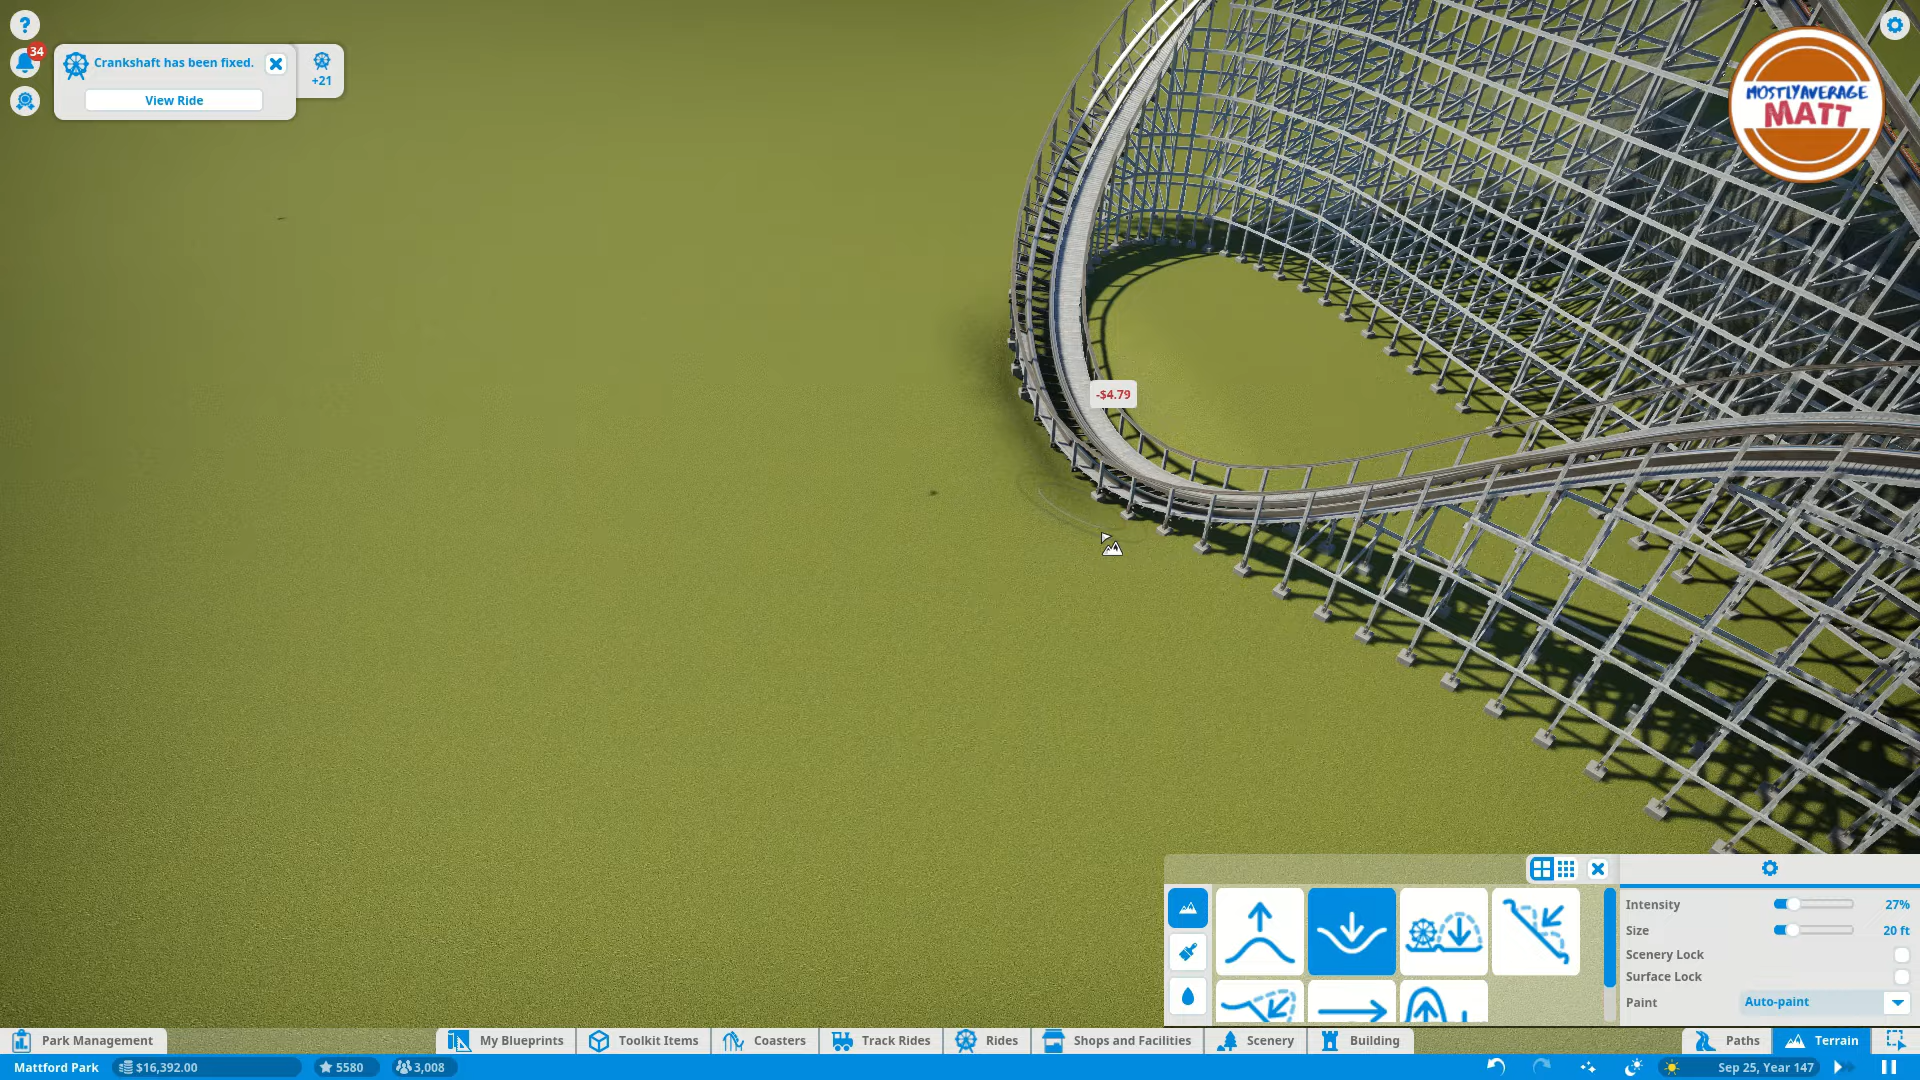 ?
34
Crankshaft has been fixed.
View Ride
+21
MOSTLYAVERAGE
MATT
-$4.79
Intensity
27%
Size
20 ft
Scenery Lock
Surface Lock
Paint
Auto-paint
Park Management
My Blueprints
Toolkit Items
Coasters
Track Rides
Rides
Shops and Facilities
Scenery
Building
Paths
Terrain
Mattford Park
$16,392.00
5580
3,008
Sep 25, Year 147